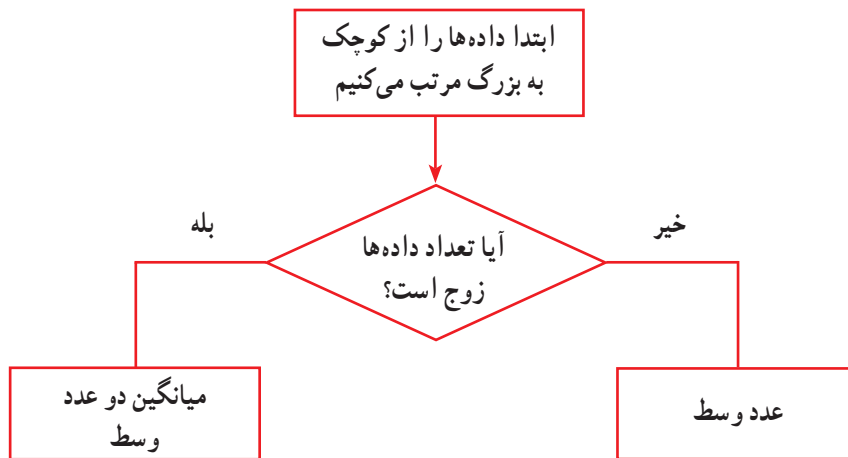 ابتدا داده‌ها را از کوچک
به بزرگ مرتب می‌کنیم
خیر
بله
آیا تعداد داده‌ها
زوج است؟
عدد وسط
میانگین دو عدد
وسط